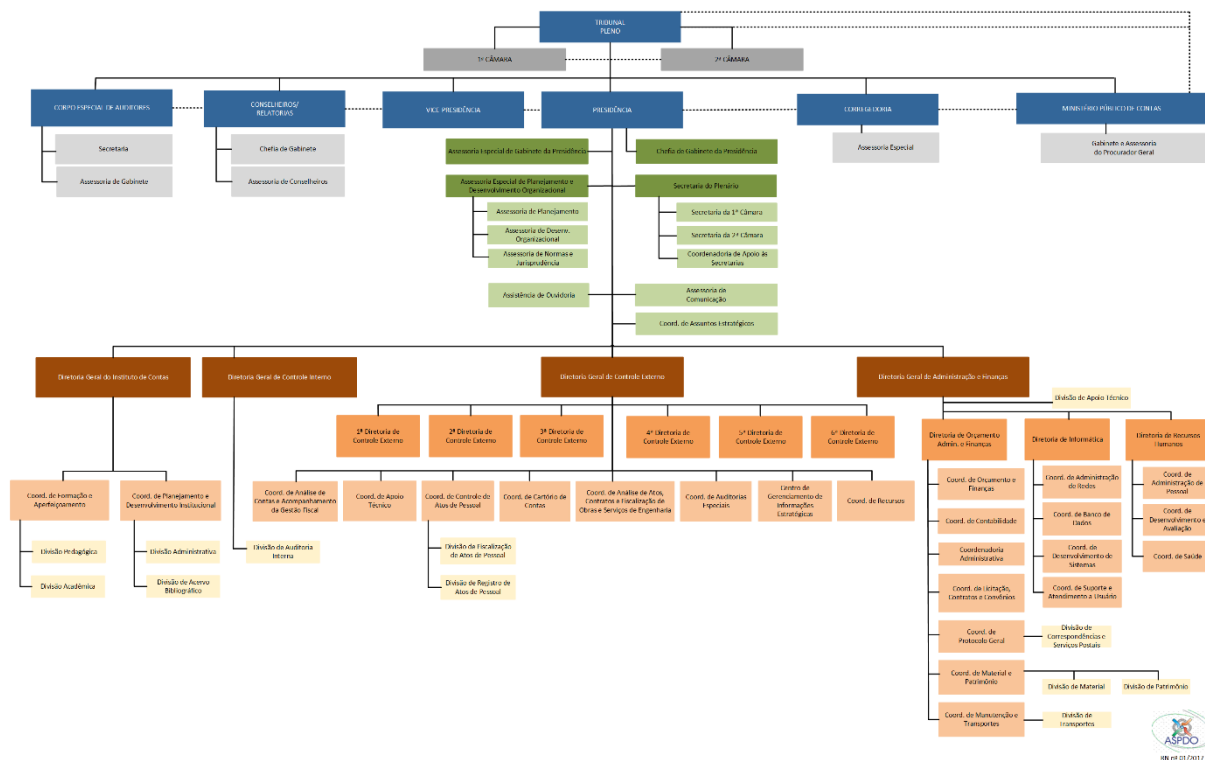 TRIBUNAL
PLENO
1ª CÂMARA
2ª CÂMARA
CORPO ESPECIAL DE AUDITORES
CONSELHEIROS/
RELATORIAS
VICE PRESIDÊNCIA
PRESIDÊNCIA
CORREGEDORIA
MINISTÉRIO PÚBLICO DE CONTAS
Secretaria
Assessoria de Gabinete
Chefia de Gabinete
Assessoria de Conselheiros
Assessoria Especial
Gabinete e Assessoria
do Procurador Geral
Assessoria Especial de Gabinete da Presidência
Chefia de Gabinete da Presidência
Assessoria Especial de Planejamento e
Desenvolvimento Organizacional
Secretaria do Plenário
Assessoria de Planejamento
Assessoria de Desenv.
Organizacional
Assessoria de Normas e
Jurisprudência
Secretaria da 1ª Câmara
Secretaria da 2ª Câmara
Coordenadoria de Apoio às
Secretarias
Assistência de Ouvidoria
Assessoria de
Comunicação
Coord. de Assuntos Estratégicos
Diretoria Geral do Instituto de Contas
Diretoria Geral de Controle Interno
Diretoria Geral de Controle Externo
Diretoria Geral de Administração e Finanças
Divisão de Apoio Técnico
1ª Diretoria de
Controle Externo
2ª Diretoria de
Controle Externo
3ª Diretoria de
Controle Externo
4ª Diretoria de
Controle Externo
5ª Diretoria de
Controle Externo
6ª Diretoria de
Controle Externo
Diretoria de Orçamento
Admin. e Finanças
Diretoria de Informática
Diretoria de Recursos
Humanos
Coord. de Formação e
Aperfeiçoamento
Coord. de Planejamento e
Desenvolvimento Institucional
Coord. de Análise de
Contas e Acompanhamento
da Gestão Fiscal
Coord. de Apoio
Técnico
Coord. de Controle de
Atos de Pessoal
Coord. de Cartório de
Contas
Coord. de Análise de Atos,
Contratos e Fiscalização de
Obras e Serviços de Engenharia
Coord. de Auditorias
Especiais
Centro de
Gerenciamento de
Informações
Estratégicas
Coord. de Recursos
Divisão Pedagógica
Divisão Acadêmica
Divisão Administrativa
Divisão de Acervo
Bibliográfico
Divisão de Auditoria
Interna
Divisão de Fiscalização
de Atos de Pessoal
Divisão de Registro de
Atos de Pessoal
Coord. de Orçamento e
Finanças
Coord. de Contabilidade
Coordenadoria
Administrativa
Coord. de Licitação,
Contratos e Convênios
Coord. de
Protocolo Geral
Divisão de
Correspondências e
Serviços Postais
Coord. de Material e
Patrimônio
Divisão de Material
Divisão de Patrimônio
Coord. de Manutenção e
Transportes
Divisão de
Transportes
Coord. de Administração
de Redes
Coord. de Banco de
Dados
Coord. de
Desenvolvimento de
Sistemas
Coord. de Suporte e
Atendimento a Usuário
Coord. de
Administração de
Pessoal
Coord. de
Desenvolvimento e
Avaliação
Coord. de Saúde
ASPDO
RN nº 01/2017